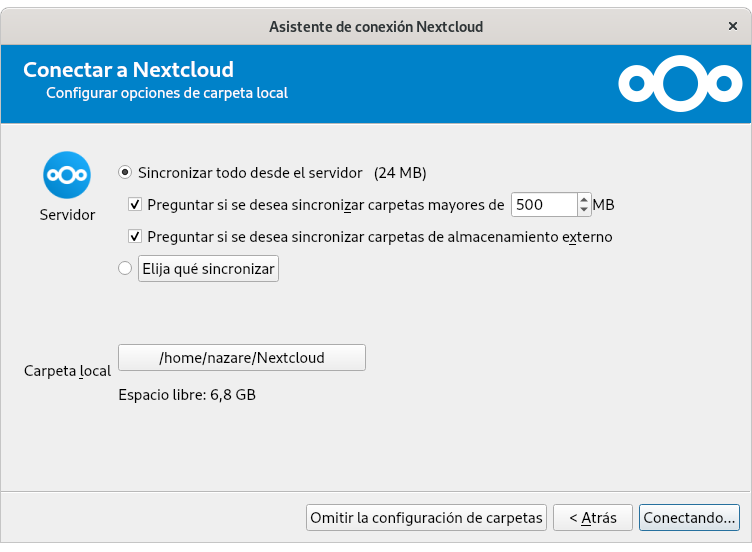 Asistente de conexión Nextcloud
Conectar a Nextcloud
Configurar opciones de carpeta local
Servidor
Sincronizar todo desde el servidor (24 MB)
Preguntar si se desea sincronizar carpetas mayores de 500 MB
Preguntar si se desea sincronizar carpetas de almacenamiento externo
Elija qué sincronizar
Carpeta local
/home/nazare/Nextcloud
Espacio libre: 6,8 GB
Omitir la configuración de carpetas
< Atrás
Conectando...